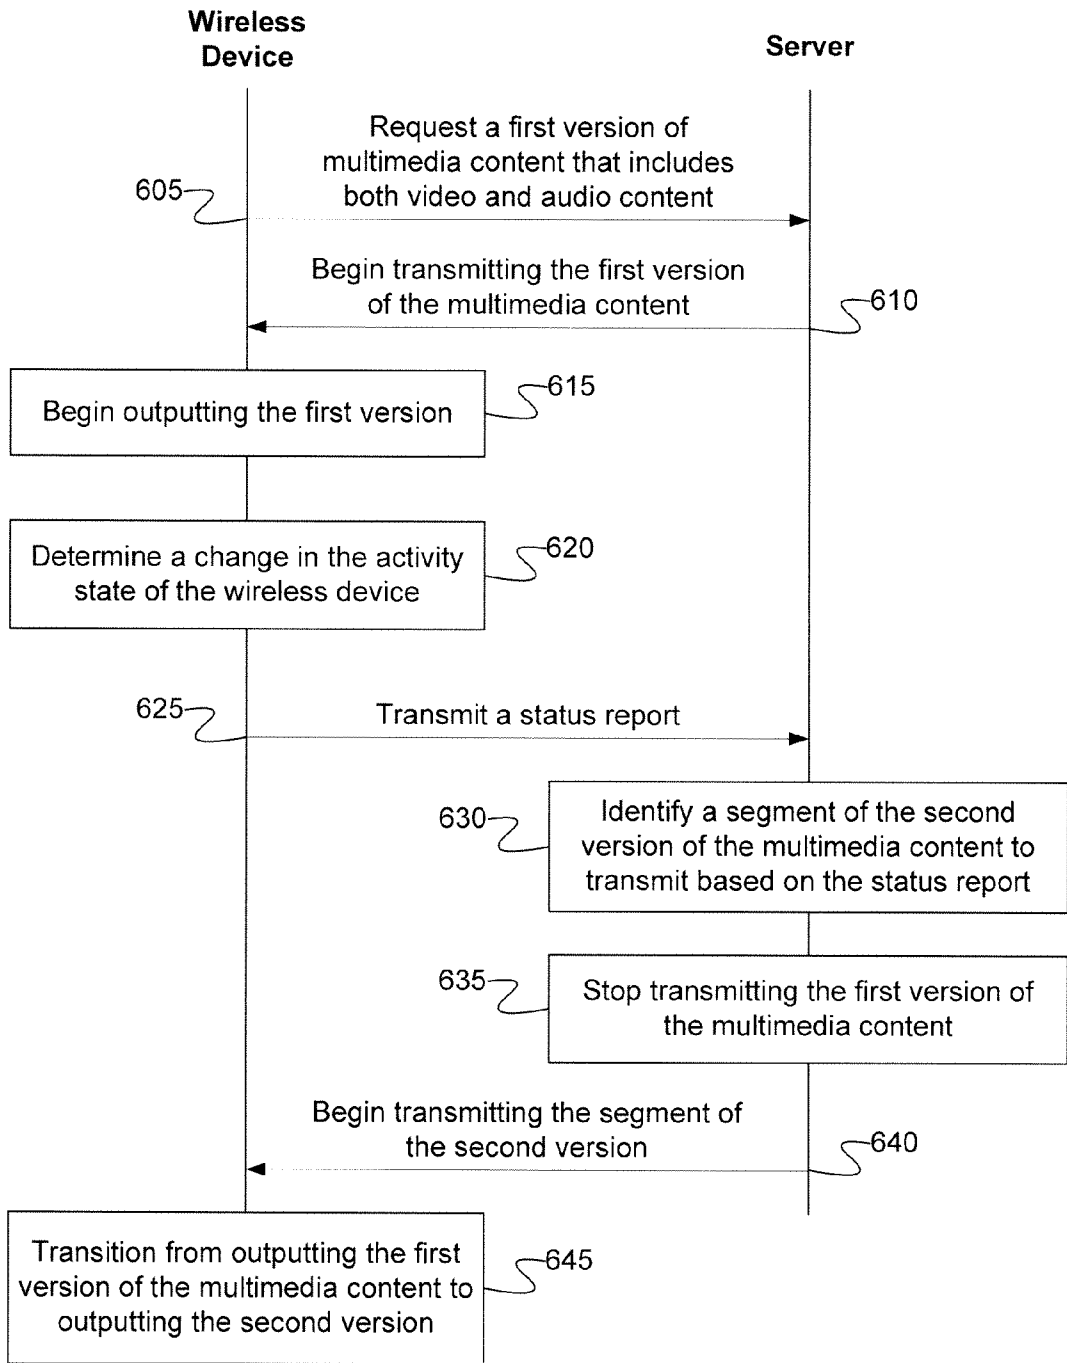 Wireless
Device
Server
Request a first version of
multimedia content that includes
both video and audio content
605
Begin transmitting the first version
of the multimedia content
610
Begin outputting the first version
615
Determine a change in the activity
state of the wireless device
620
625
Transmit a status report
630
Identify a segment of the second
version of the multimedia content to
transmit based on the status report
635
Stop transmitting the first version of
the multimedia content
Begin transmitting the segment of
the second version
640
Transition from outputting the first
version of the multimedia content to
outputting the second version
645